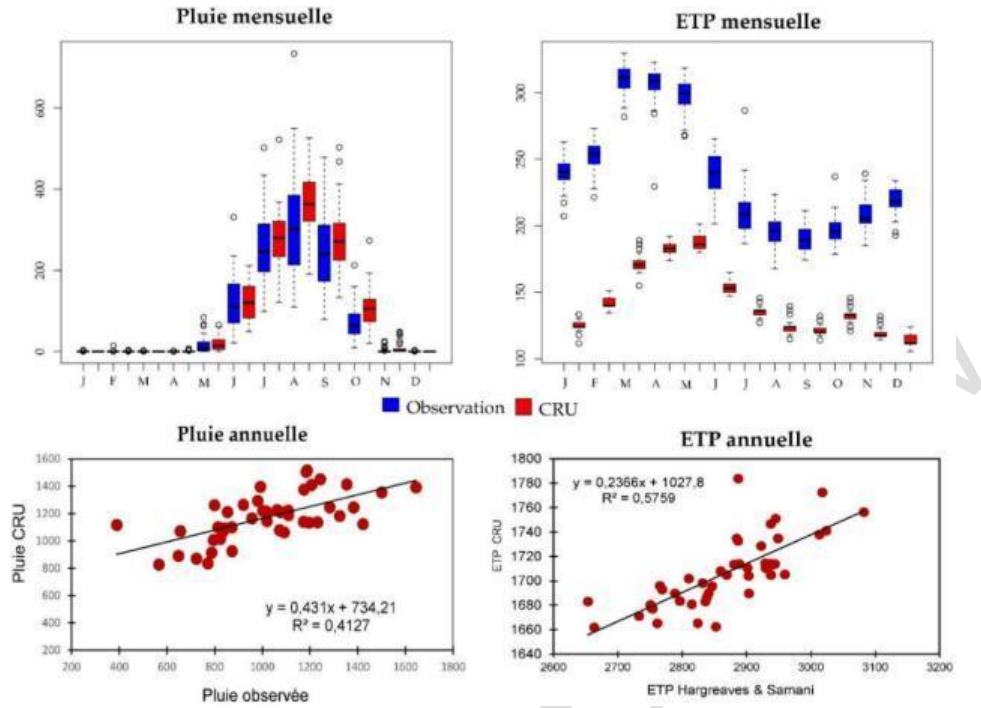 Pluie mensuelle
600
400
200
0
J F M A M J J A S O N D
ETP mensuelle
300
250
200
150
100
J F M A M J J A S O N D
Observation CRU
Pluie annuelle
1600
1400
1200
1000
800
600
400
200
200 400 600 800 1000 1200 1400 1600 1800
Pluie CRU
y = 0,431x + 734,21
R² = 0,4127
Pluie observée
ETP annuelle
1800
1780
1760
1740
1720
1700
1680
1660
1640
2600 2700 2800 2900 3000 3100 3200
ETP CRU
y = 0,2366x + 1027,8
R² = 0,5759
ETP Hargreaves & Samani